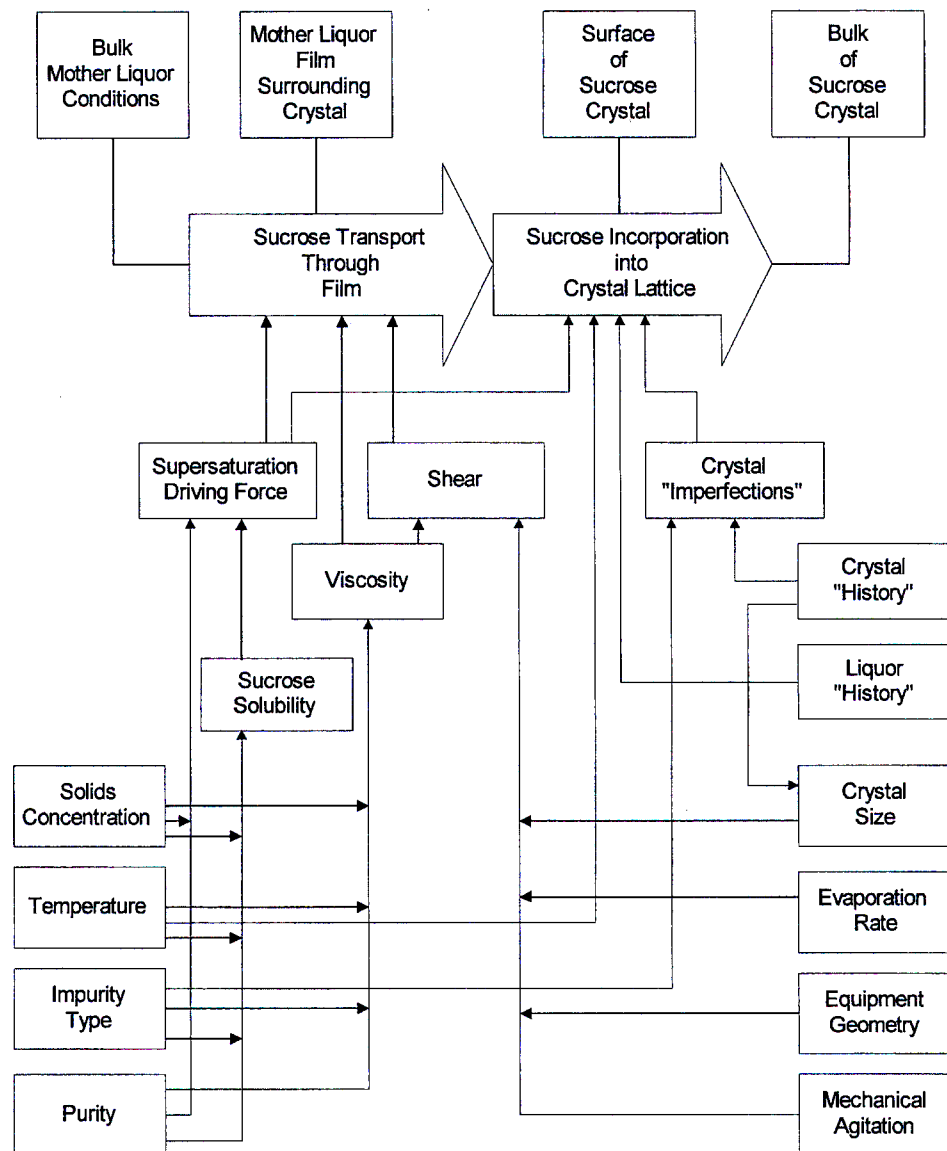 Bulk
Mother Liquor
Conditions
Mother Liquor
Film
Surrounding
Crystal
Surface
of
Sucrose
Crystal
Bulk
of
Sucrose
Crystal
Sucrose Transport
Through
Film
Sucrose Incorporation
into
Crystal Lattice
Supersaturation
Driving Force
Shear
Crystal
"Imperfections"
Viscosity
Crystal
"History"
Sucrose
Solubility
Liquor
"History"
Solids
Concentration
Crystal
Size
Temperature
Evaporation
Rate
Impurity
Type
Equipment
Geometry
Purity
Mechanical
Agitation